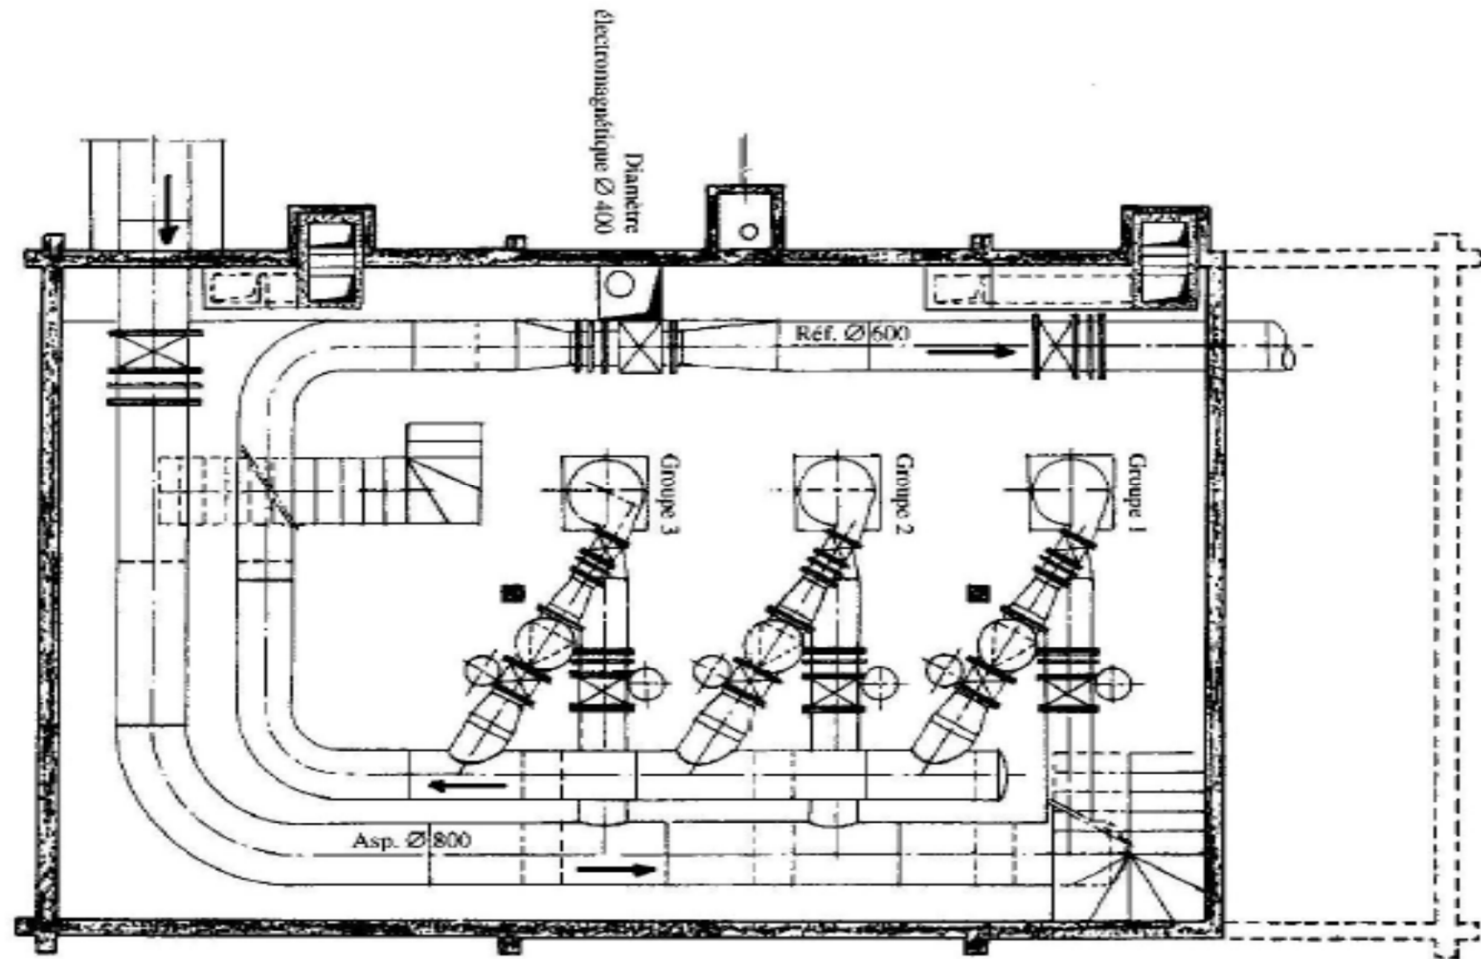 Diamètre
électromagnétique Ø 400
Réf. Ø 600
Groupe 3
Groupe 2
Groupe 1
Asp. Ø 800